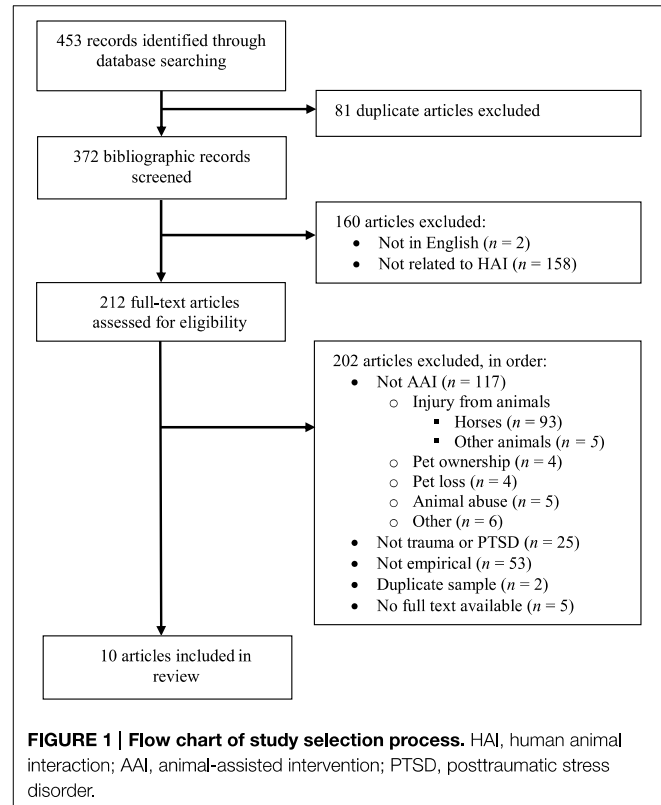 453 records identified through
database searching
81 duplicate articles excluded
372 bibliographic records
screened
160 articles excluded:
• Not in English (n = 2)
• Not related to HAI (n = 158)
212 full-text articles
assessed for eligibility
202 articles excluded, in order:
• Not AAI (n = 117)
o Injury from animals
▪ Horses (n = 93)
▪ Other animals (n = 5)
o Pet ownership (n = 4)
o Pet loss (n = 4)
o Animal abuse (n = 5)
o Other (n = 6)
• Not trauma or PTSD (n = 25)
• Not empirical (n = 53)
• Duplicate sample (n = 2)
• No full text available (n = 5)
10 articles included in
review
FIGURE 1 | Flow chart of study selection process. HAI, human animal
interaction; AAI, animal-assisted intervention; PTSD, posttraumatic stress
disorder.